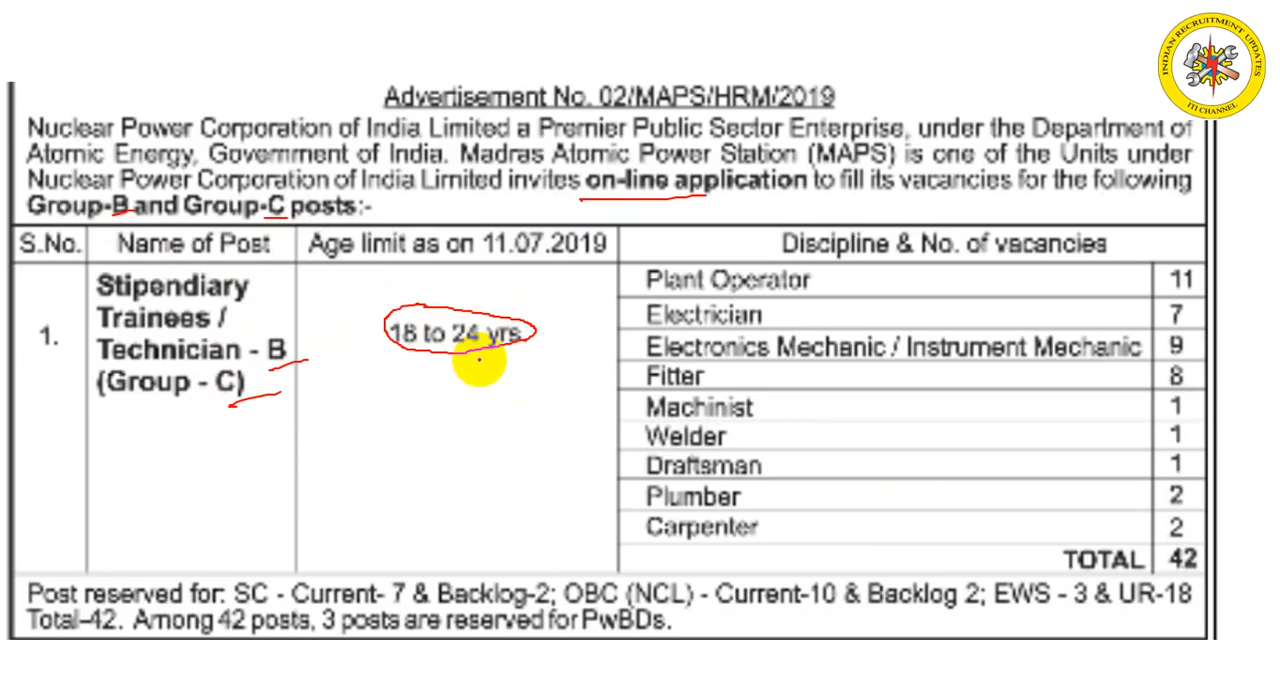 INDIAN RECRUITMENT UPDATES
ITI CHANNEL
Advertisement No. 02/MAPS/HRM/2019
Nuclear Power Corporation of India Limited a Premier Public Sector Enterprise, under the Department of
Atomic Energy, Government of India. Madras Atomic Power Station (MAPS) is one of the Units under
Nuclear Power Corporation of India Limited invites on-line application to fill its vacancies for the following
Group-B and Group-C posts:-
S.No. Name of Post Age limit as on 11.07.2019 Discipline & No. of vacancies
1. Stipendiary
Trainees /
Technician - B
(Group - C)
18 to 24 yrs
Plant Operator 11
Electrician 7
Electronics Mechanic / Instrument Mechanic 9
Fitter 8
Machinist 1
Welder 1
Draftsman 1
Plumber 2
Carpenter 2
TOTAL 42
Post reserved for: SC - Current- 7 & Backlog-2; OBC (NCL) - Current-10 & Backlog 2; EWS - 3 & UR-18
Total-42. Among 42 posts, 3 posts are reserved for PwBDs.